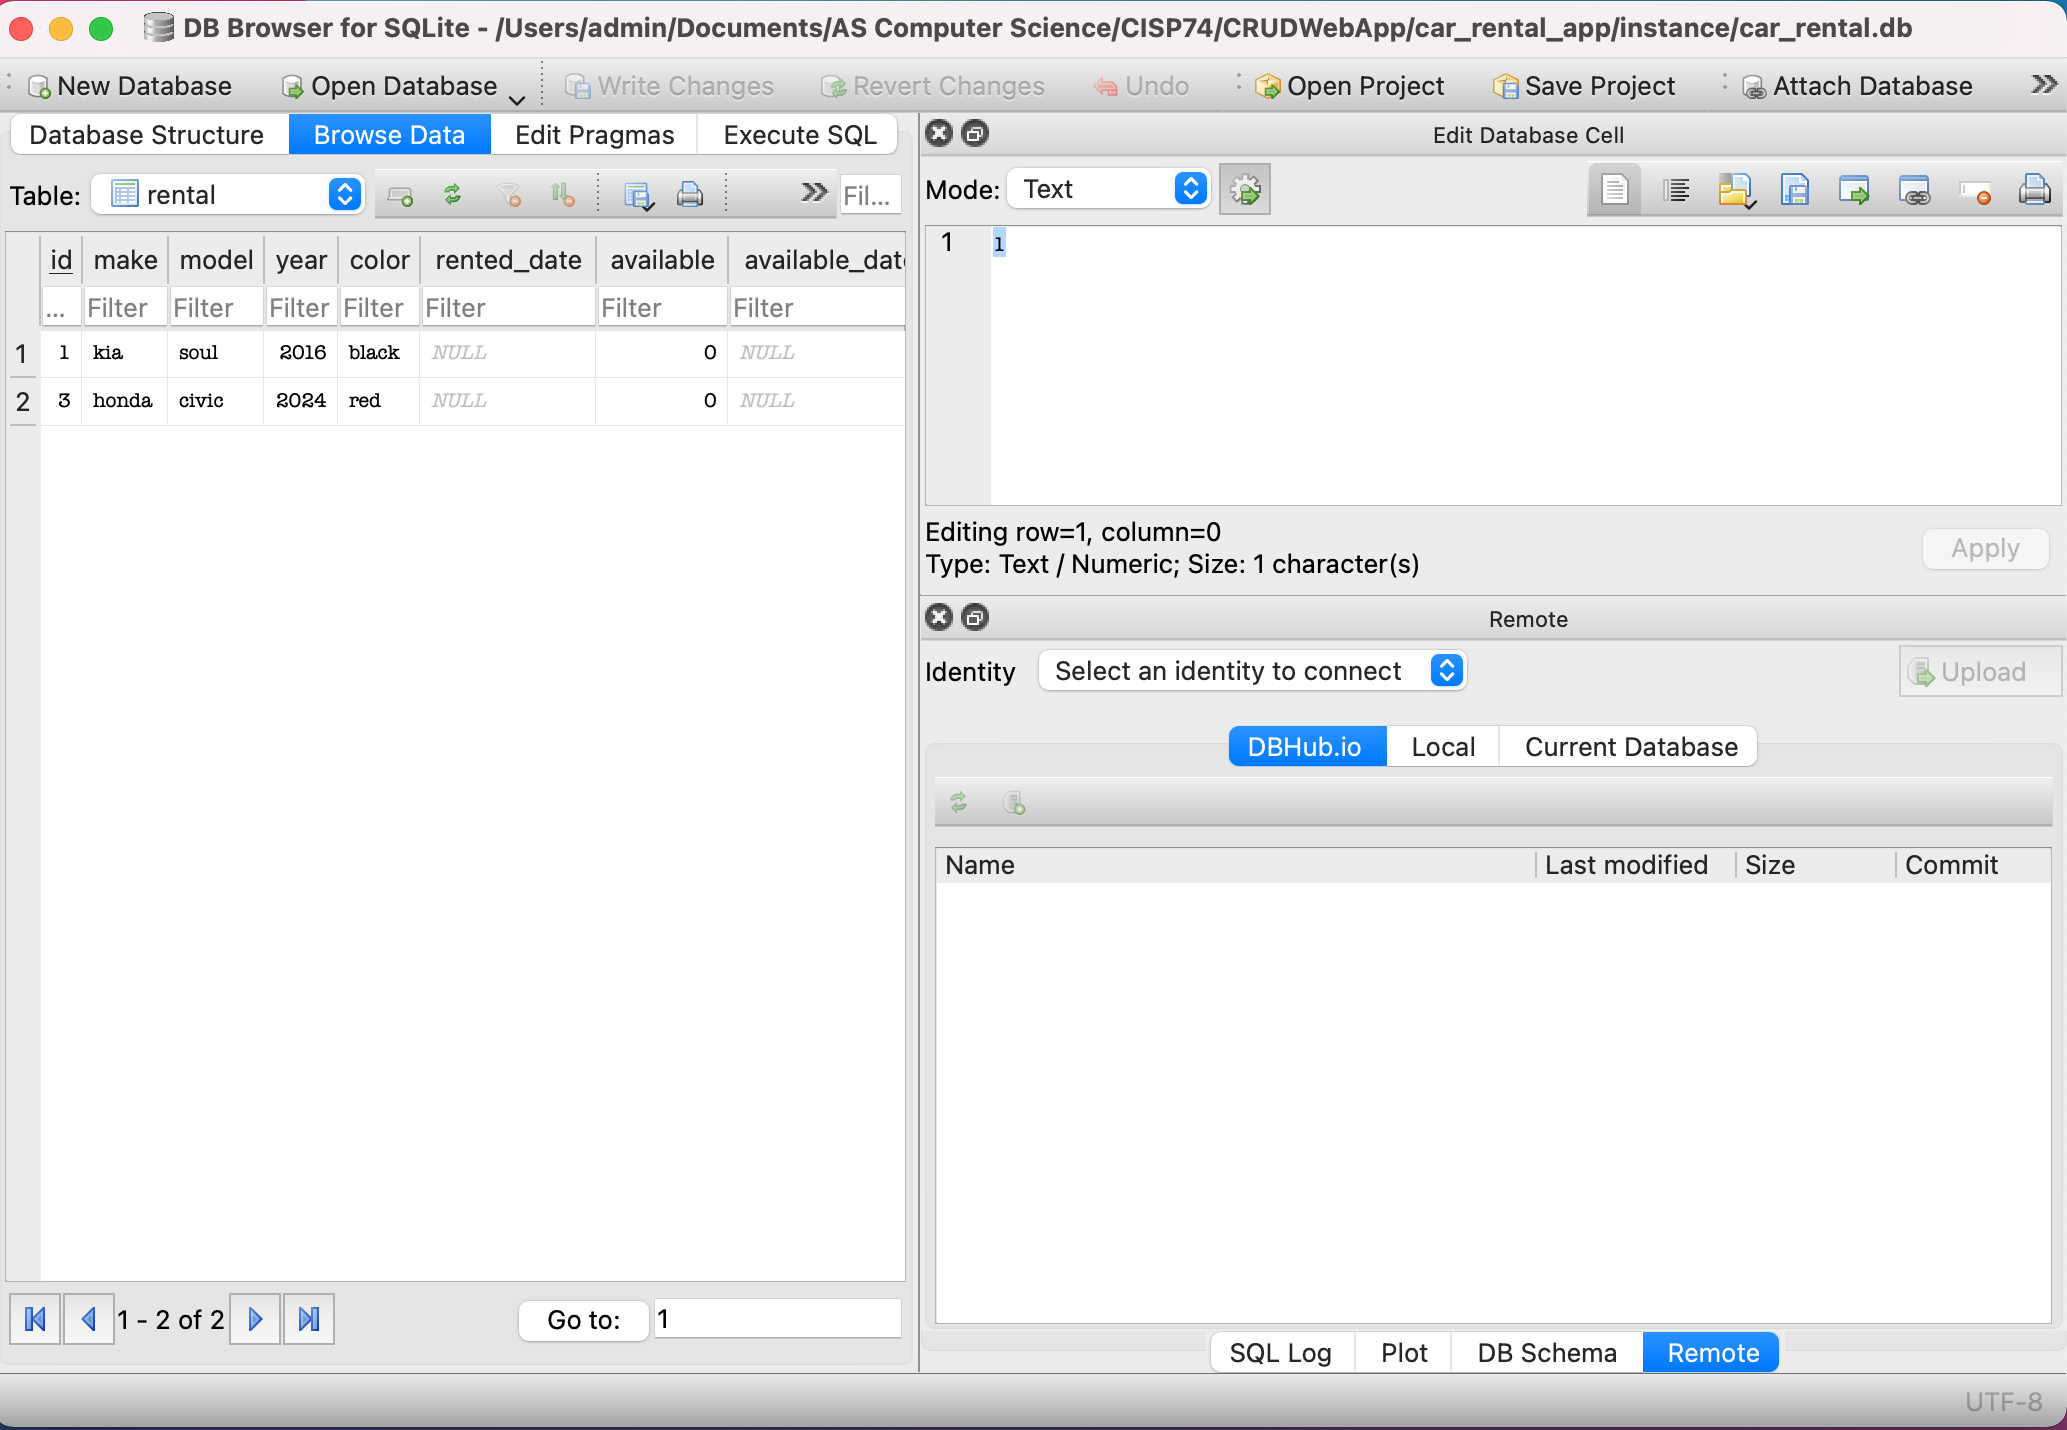 DB Browser for SQLite - /Users/admin/Documents/AS Computer Science/CISP74/CRUDWebApp/car_rental_app/instance/car_rental.db
New Database Open Database Write Changes Revert Changes Undo Open Project Save Project Attach Database
Database Structure Browse Data Edit Pragmas Execute SQL
Table: rental Fil...
id make model year color rented_date available available_dat
... Filter Filter Filter Filter Filter Filter Filter
1 1 kia soul 2016 black NULL 0 NULL
2 3 honda civic 2024 red NULL 0 NULL
1 - 2 of 2 Go to: 1
Edit Database Cell
Mode: Text
1 1
Editing row=1, column=0
Type: Text / Numeric; Size: 1 character(s)
Apply
Remote
Identity Select an identity to connect Upload
DBHub.io Local Current Database
Name Last modified Size Commit
SQL Log Plot DB Schema Remote
UTF-8